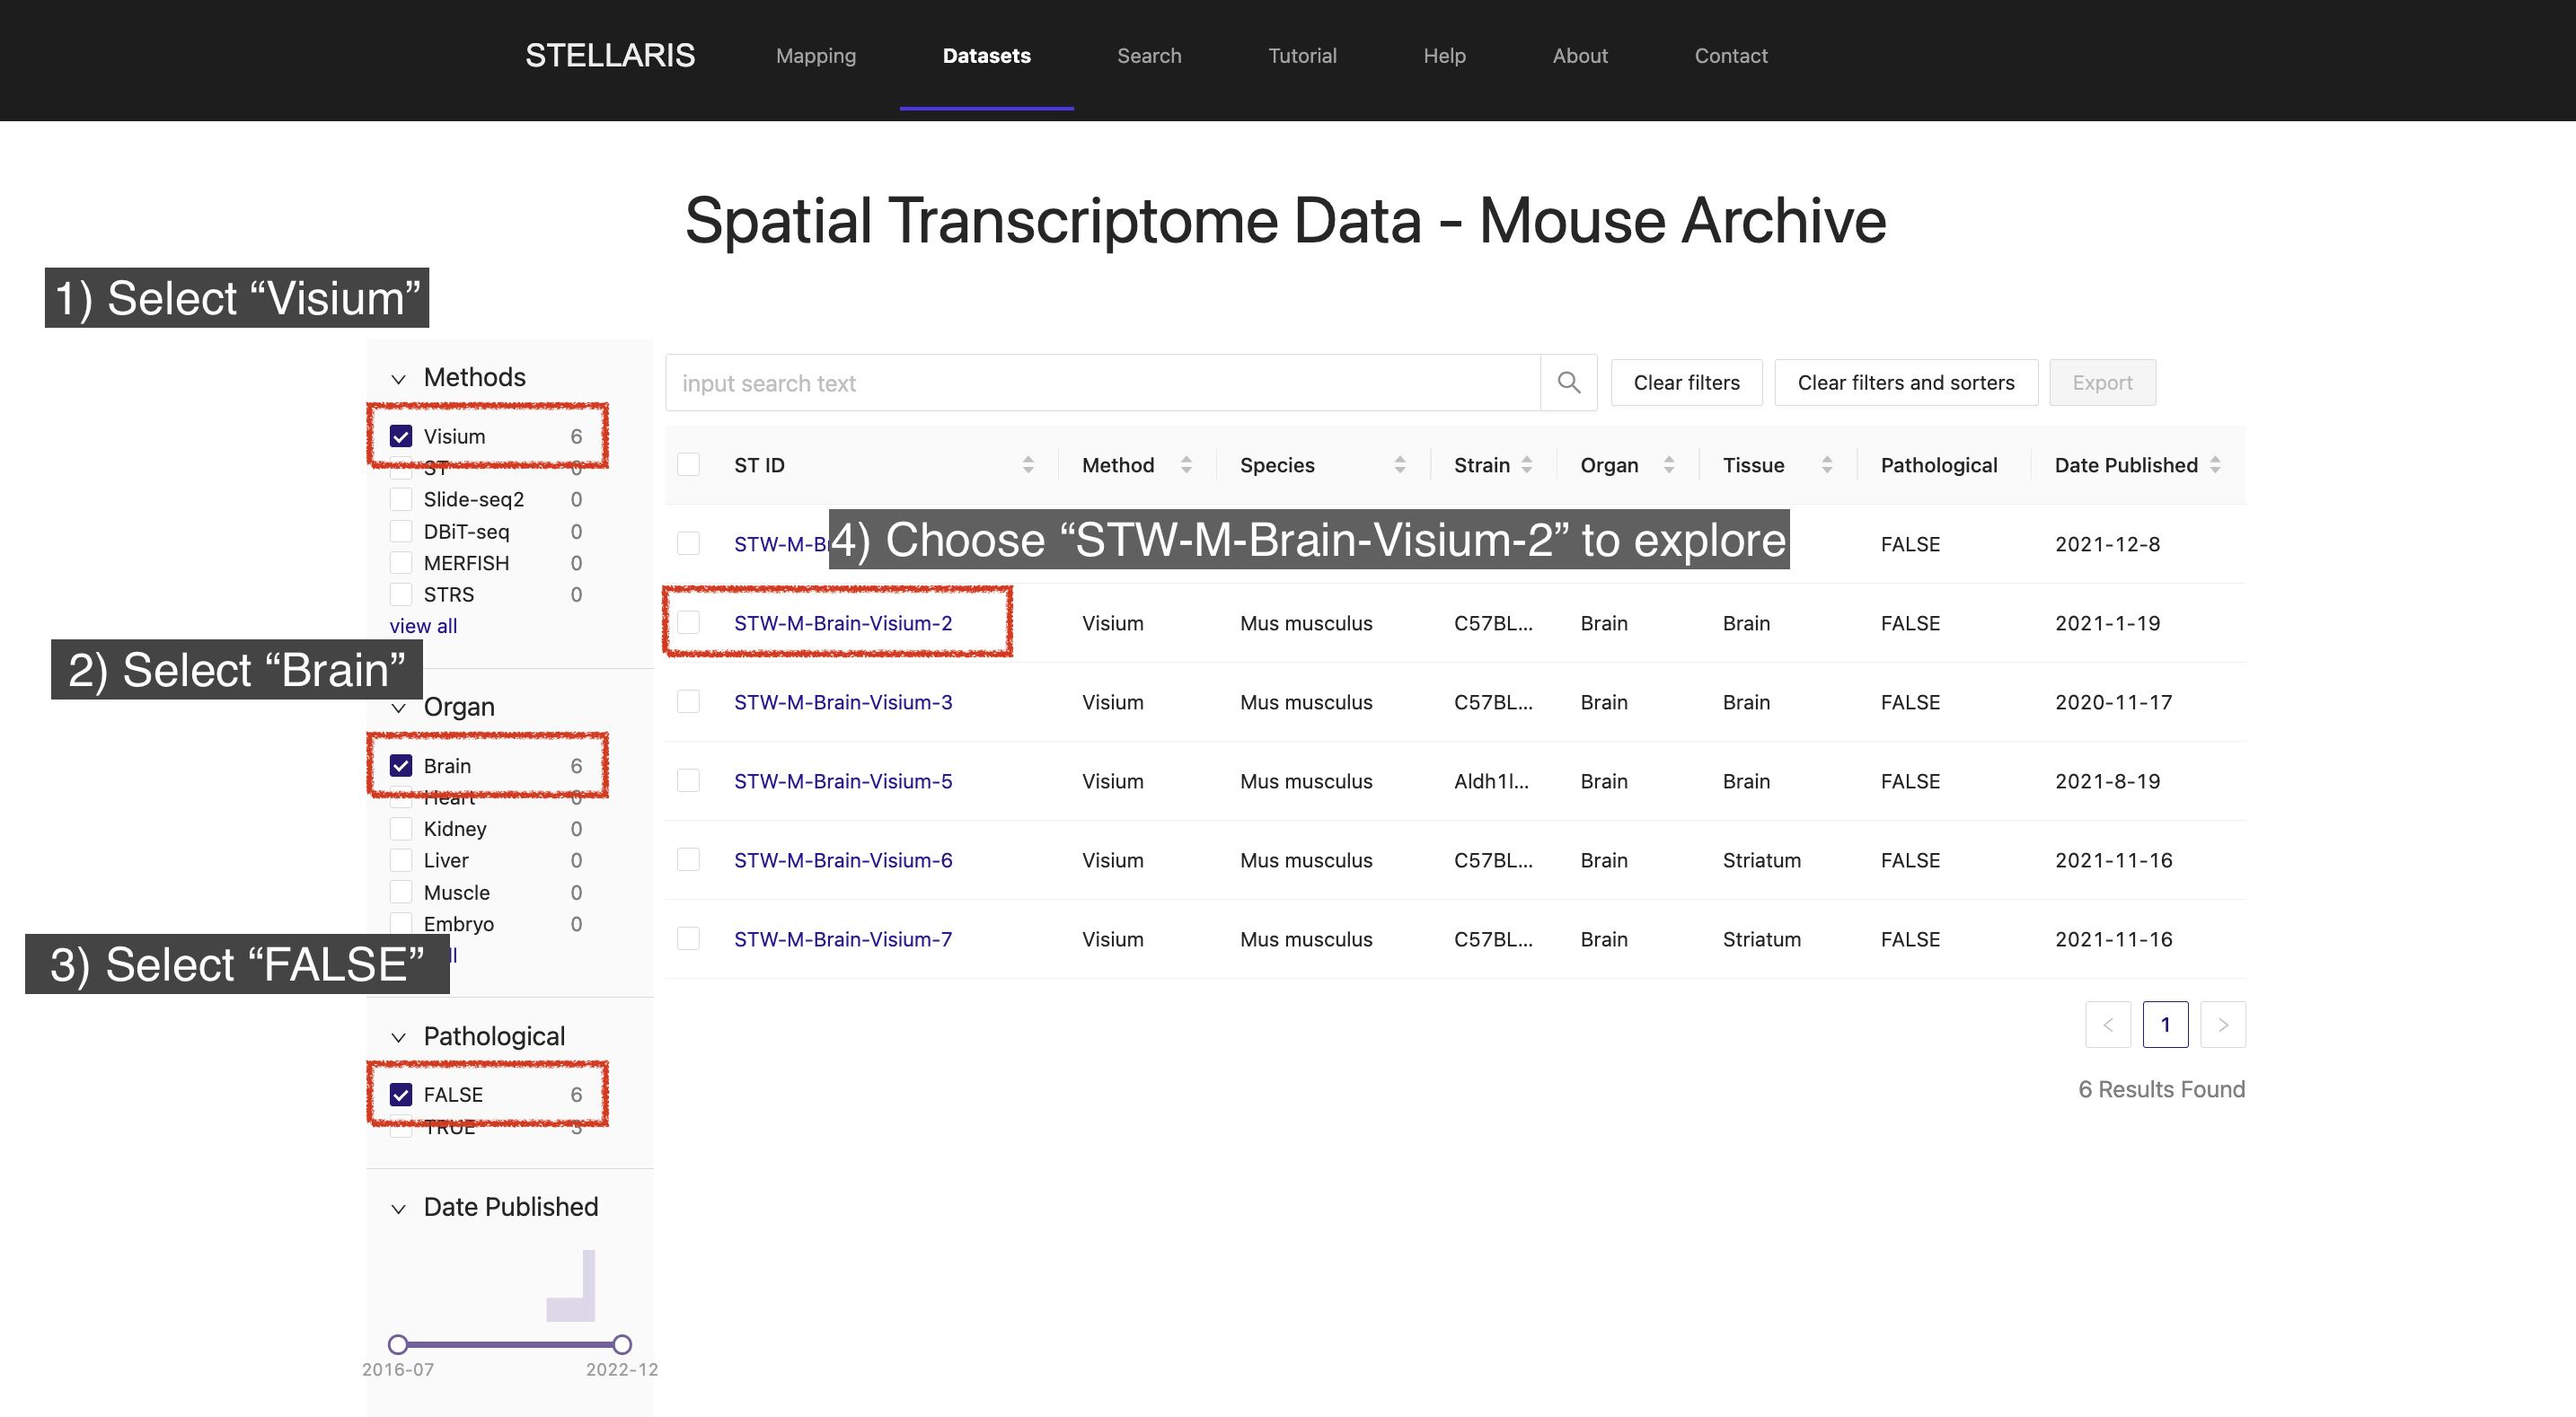 STELLARIS Mapping Datasets Search Tutorial Help About Contact
Spatial Transcriptome Data - Mouse Archive
1) Select “Visium”
Methods
Visium 6
ST 0
Slide-seq2 0
DBiT-seq 0
MERFISH 0
STRS 0
view all
2) Select “Brain”
Organ
Brain 6
Heart 0
Kidney 0
Liver 0
Muscle 0
Embryo 0
3) Select “FALSE”
Pathological
FALSE 6
TRUE 3
Date Published
2016-07 2022-12
input search text Clear filters Clear filters and sorters Export
ST ID Method Species Strain Organ Tissue Pathological Date Published
STW-M-B 4) Choose “STW-M-Brain-Visium-2” to explore FALSE 2021-12-8
STW-M-Brain-Visium-2 Visium Mus musculus C57BL... Brain Brain FALSE 2021-1-19
STW-M-Brain-Visium-3 Visium Mus musculus C57BL... Brain Brain FALSE 2020-11-17
STW-M-Brain-Visium-5 Visium Mus musculus Aldh1l... Brain Brain FALSE 2021-8-19
STW-M-Brain-Visium-6 Visium Mus musculus C57BL... Brain Striatum FALSE 2021-11-16
STW-M-Brain-Visium-7 Visium Mus musculus C57BL... Brain Striatum FALSE 2021-11-16
< 1 >
6 Results Found